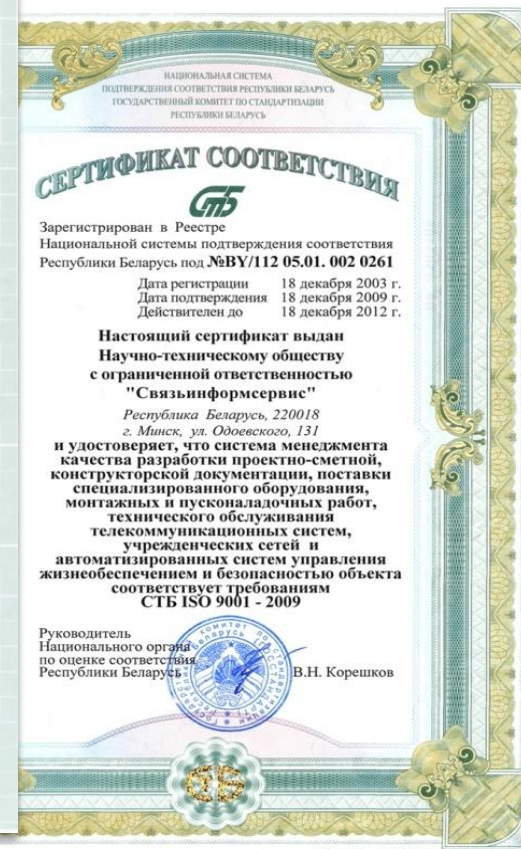 НАЦИОНАЛЬНАЯ СИСТЕМА
ПОДТВЕРЖДЕНИЯ СООТВЕТСТВИЯ РЕСПУБЛИКИ БЕЛАРУСЬ
ГОСУДАРСТВЕННЫЙ КОМИТЕТ ПО СТАНДАРТИЗАЦИИ
РЕСПУБЛИКИ БЕЛАРУСЬ
СЕРТИФИКАТ СООТВЕТСТВИЯ
СТБ
Зарегистрирован в Реестре
Национальной системы подтверждения соответствия
Республики Беларусь под №BY/112 05.01. 002 0261
Дата регистрации 18 декабря 2003 г.
Дата подтверждения 18 декабря 2009 г.
Действителен до 18 декабря 2012 г.
Настоящий сертификат выдан
Научно-техническому обществу
с ограниченной ответственностью
"Связьинформсервис"
Республика Беларусь, 220018
г. Минск, ул. Одоевского, 131
и удостоверяет, что система менеджмента
качества разработки проектно-сметной,
конструкторской документации, поставки
специализированного оборудования,
монтажных и пусконаладочных работ,
технического обслуживания
телекоммуникационных систем,
учрежденческих сетей и
автоматизированных систем управления
жизнеобеспечением и безопасностью объекта
соответствует требованиям
СТБ ISO 9001 - 2009
Руководитель
Национального органа
по оценке соответствия
Республики Беларусь В.Н. Корешков